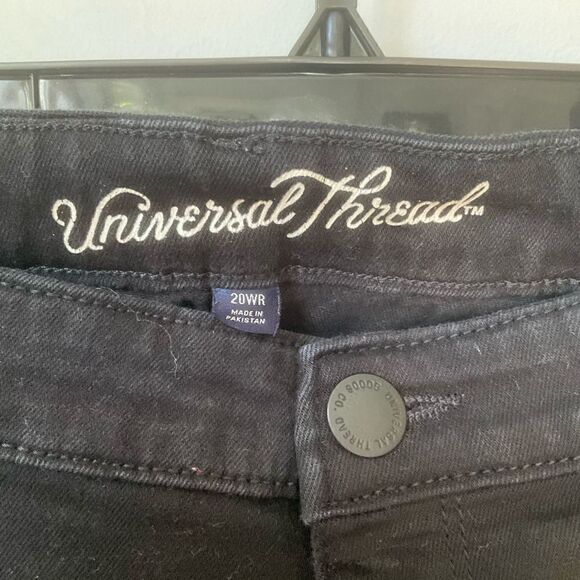 Universal Thread™
20WR
MADE IN
PAKISTAN
UNIVERSAL THREAD GOODS CO.